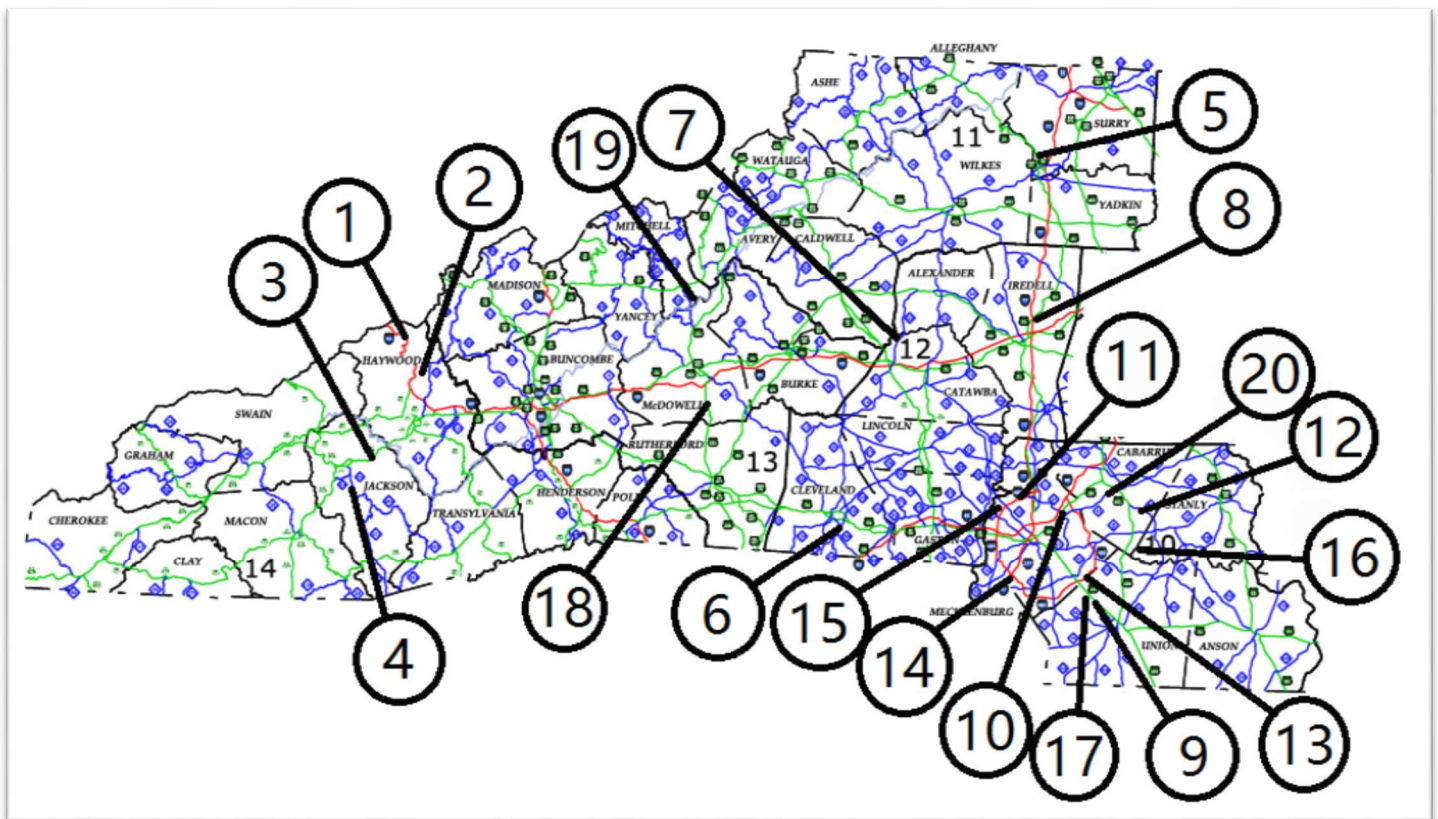 ALLEGHANY
ASHE
5
7
11
SURRY
19
WATAUGA
WILKES
2
YADKIN
8
1
MITCHELL
AVERY
CALDWELL
3
ALEXANDER
MADISON
IREDELL
YANCEY
12
HAYWOOD
BUNCOMBE
11
20
BURKE
CATAWBA
McDOWELL
SWAIN
LINCOLN
12
RUTHERFORD
CABARRUS
GRAHAM
13
JACKSON
HENDERSON
POLK
CLEVELAND
STANLY
TRANSYLVANIA
CHEROKEE
MACON
GASTON
10
16
CLAY
14
18
6
15
MECKLENBURG
4
14
UNION
ANSON
10
17
9
13